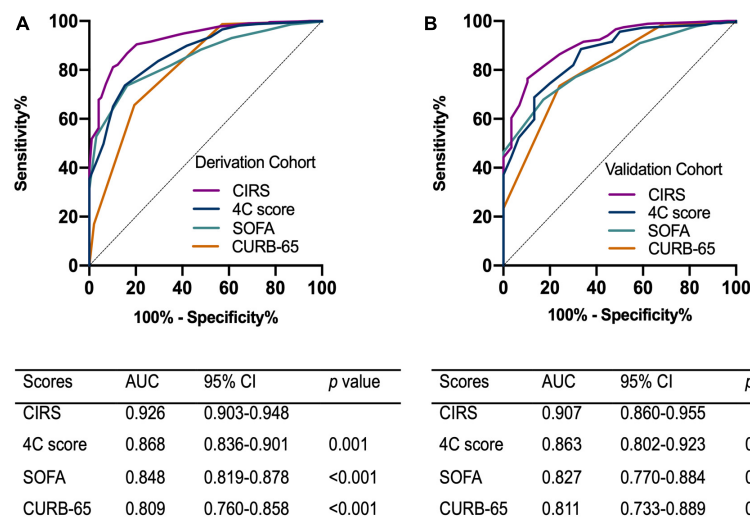 A
Sensitivity%
100
80
60
40
20
0
Derivation Cohort
CIRS
4C score
SOFA
CURB-65
0 20 40 60 80 100
100% - Specificity%
Scores AUC 95% CI p value
CIRS 0.926 0.903-0.948
4C score 0.868 0.836-0.901 0.001
SOFA 0.848 0.819-0.878 <0.001
CURB-65 0.809 0.760-0.858 <0.001
B
Sensitivity%
100
80
60
40
20
0
Validation Cohort
CIRS
4C score
SOFA
CURB-65
0 20 40 60 80 100
100% - Specificity%
Scores AUC 95% CI
CIRS 0.907 0.860-0.955
4C score 0.863 0.802-0.923
SOFA 0.827 0.770-0.884
CURB-65 0.811 0.733-0.889